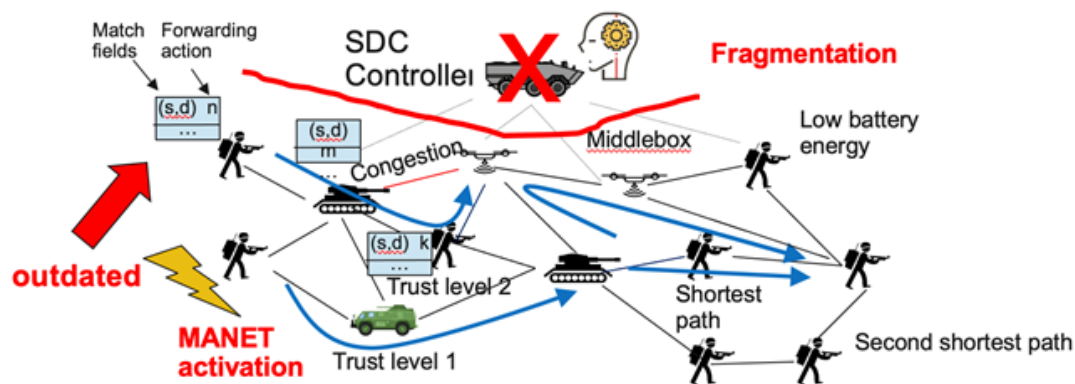 Match
fields
Forwarding
action
SDC
Controller
X
Fragmentation
(s,d) n
...
(s,d)
m
...
Congestion
Middlebox
Low battery
energy
(s,d) k
...
outdated
Trust level 2
MANET
activation
Trust level 1
Shortest
path
Second shortest path